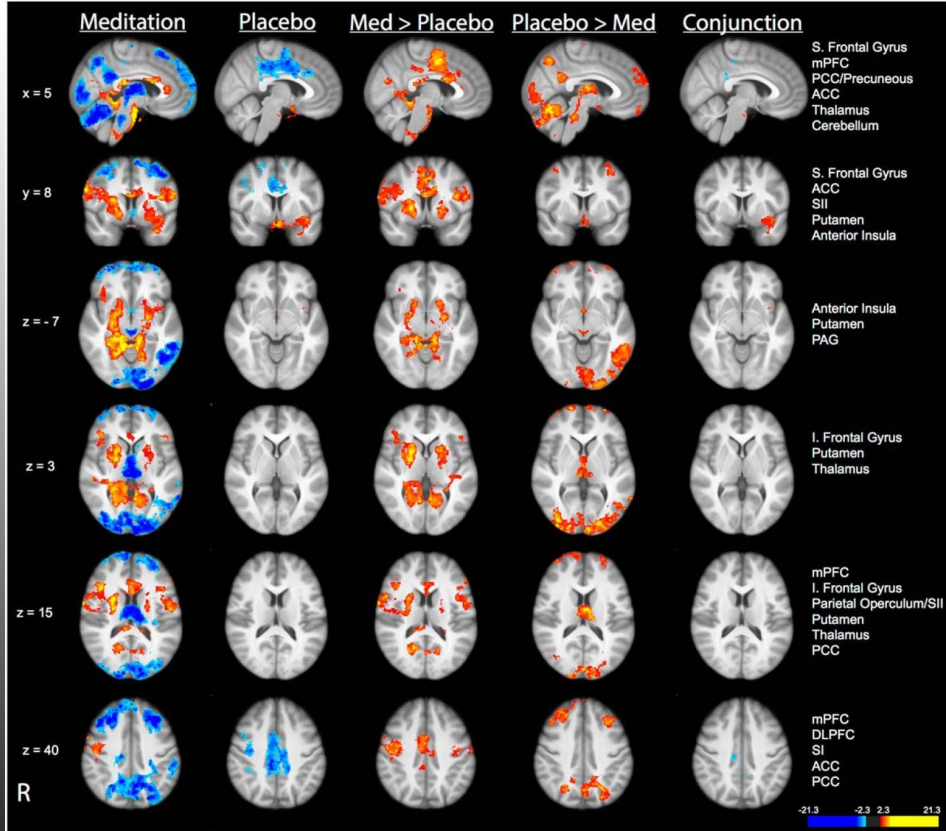 Meditation Placebo Med > Placebo Placebo > Med Conjunction
x = 5
S. Frontal Gyrus
mPFC
PCC/Precuneous
ACC
Thalamus
Cerebellum
y = 8
S. Frontal Gyrus
ACC
SII
Putamen
Anterior Insula
z = - 7
Anterior Insula
Putamen
PAG
z = 3
I. Frontal Gyrus
Putamen
Thalamus
z = 15
mPFC
I. Frontal Gyrus
Parietal Operculum/SII
Putamen
Thalamus
PCC
z = 40
mPFC
DLPFC
SI
ACC
PCC
R
-21.3 -2.3 2.3 21.3